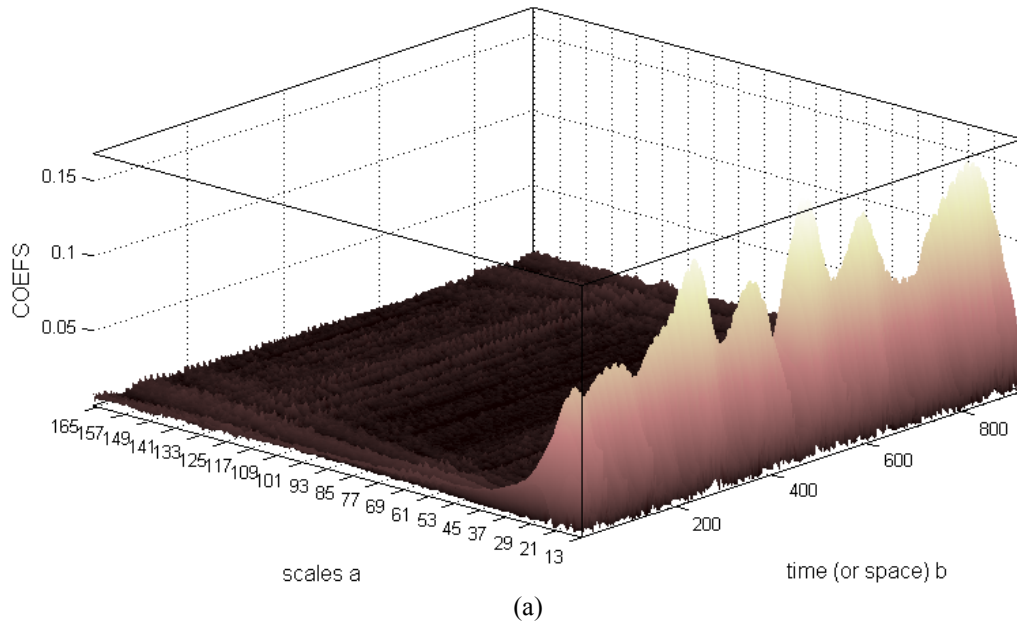 0.15
0.1
0.05
COEFS
165 157 149 141 133 125 117 109 101 93 85 77 69 61 53 45 37 29 21 13
200 400 600 800
scales a
time (or space) b
(a)